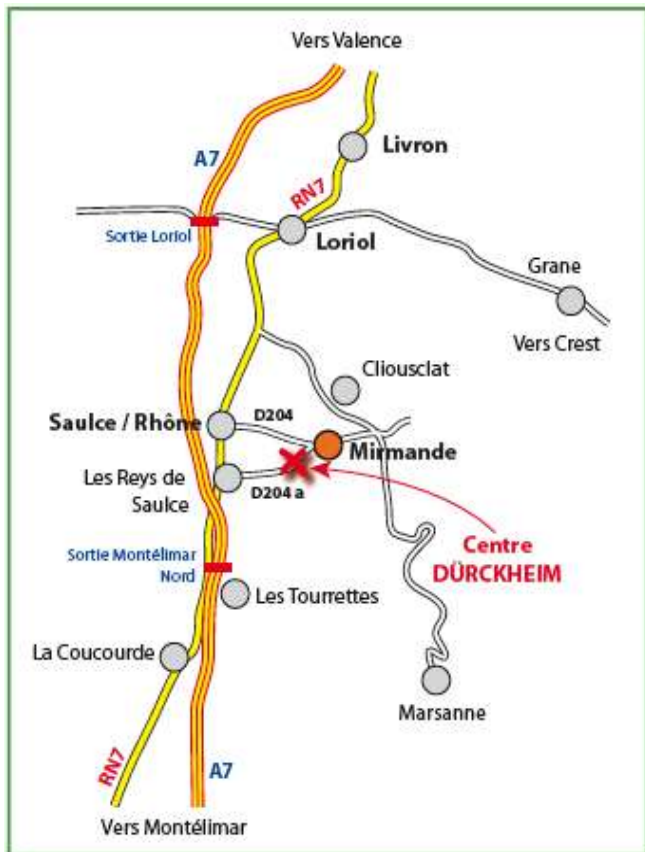 Vers Valence
A7
Livron
RN7
Sortie Loriol
Loriol
Grane
Vers Crest
Cliousclat
Saulce / Rhône
D204
Mirmande
Les Reys de
Saulce
D204 a
Centre
DÜRCKHEIM
Sortie Montélimar
Nord
Les Tourrettes
La Coucourde
Marsanne
RN7
A7
Vers Montélimar